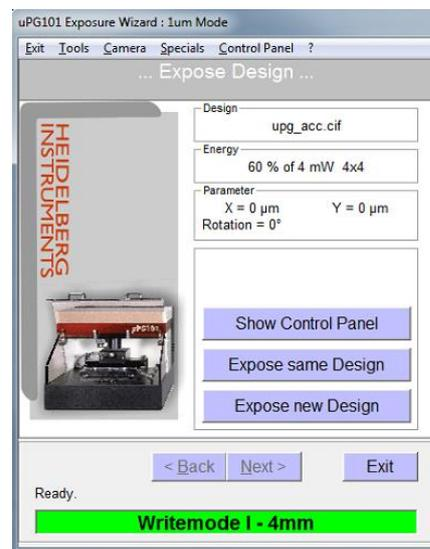 uPG101 Exposure Wizard : 1um Mode
Exit Tools Camera Specials Control Panel ?
... Expose Design ...
HEIDELBERG
INSTRUMENTS
µPG101
Design
upg_acc.cif
Energy
60 % of 4 mW 4x4
Parameter
X = 0 µm Y = 0 µm
Rotation = 0°
Show Control Panel
Expose same Design
Expose new Design
< Back Next > Exit
Ready.
Writemode I - 4mm